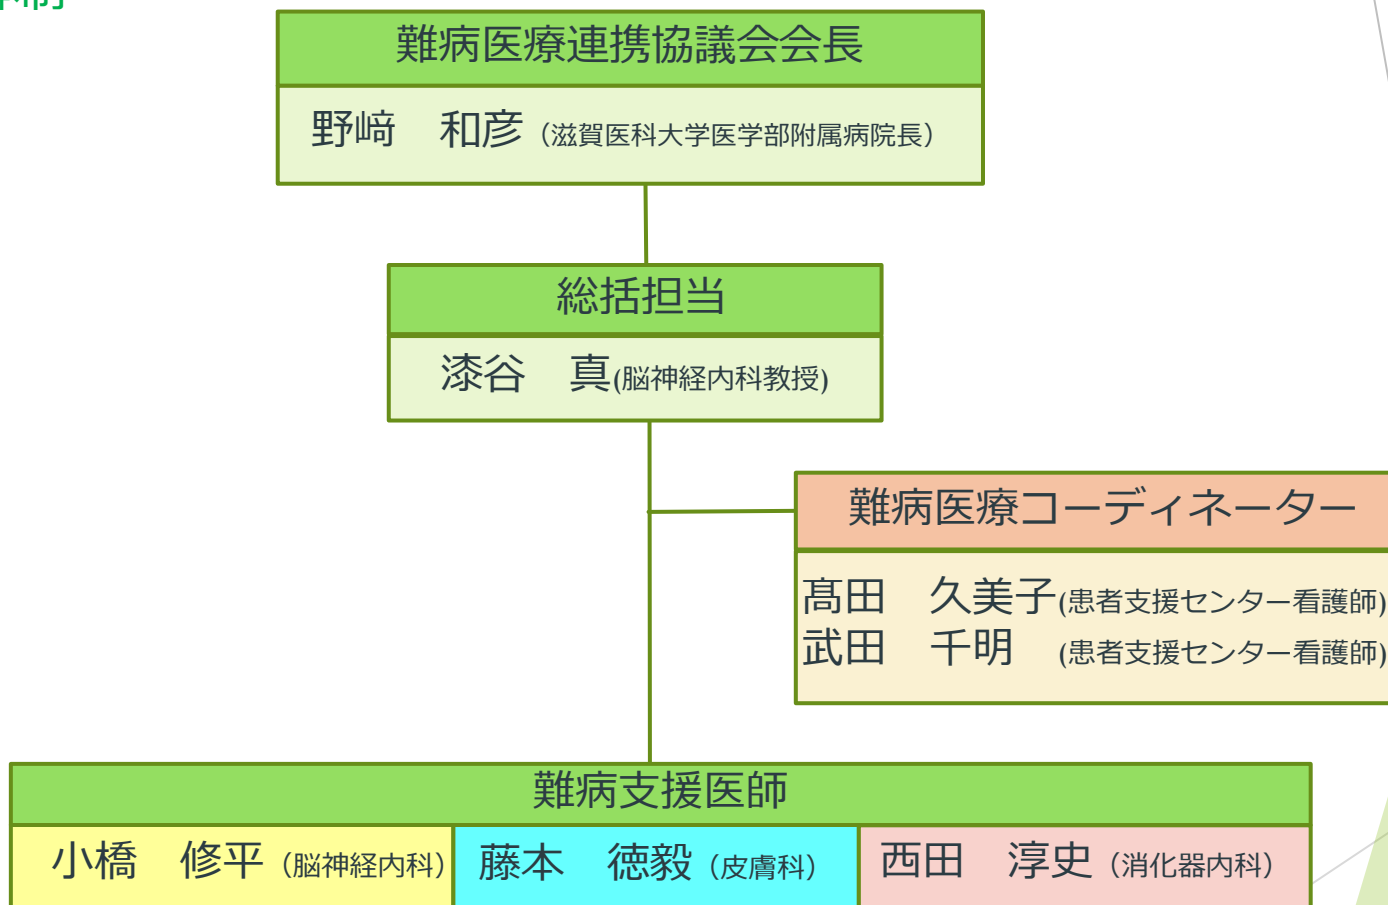 難病医療連携協議会会長
野﨑　和彦（滋賀医科大学医学部附属病院長）
総括担当
漆谷　真(脳神経内科教授)
難病医療コーディネーター
髙田　久美子(患者支援センター看護師)
武田　千明　(患者支援センター看護師)
難病支援医師
小橋　修平（脳神経内科）
藤本　徳毅（皮膚科）
西田　淳史（消化器内科）